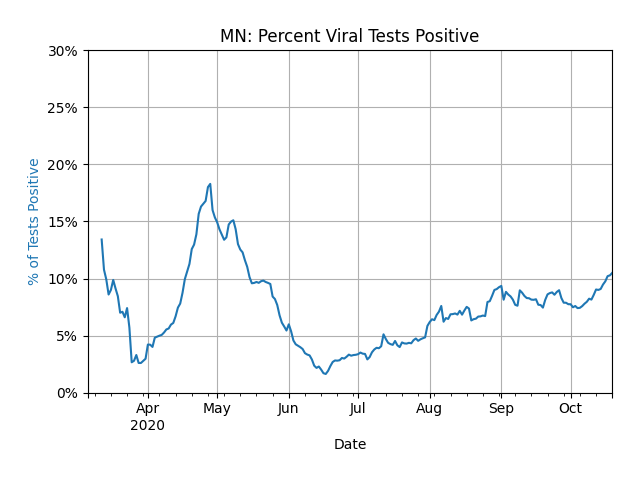 MN: Percent Viral Tests Positive
30%
25%
20%
15%
10%
5%
0%
% of Tests Positive
Apr May Jun Jul Aug Sep Oct
2020
Date